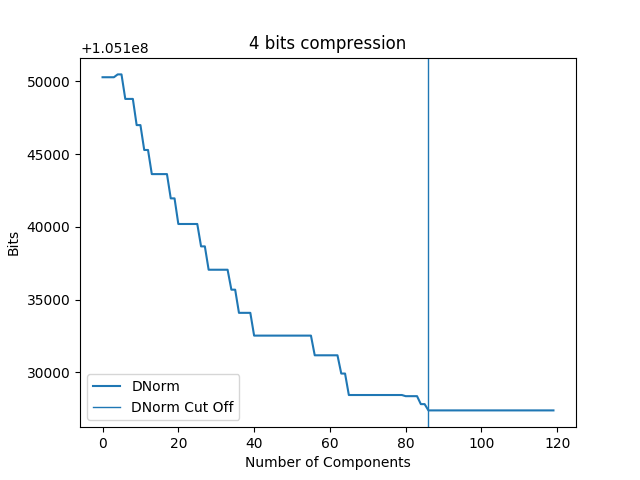 4 bits compression
+1.051e8
50000
45000
40000
35000
30000
Bits
DNorm
DNorm Cut Off
0 20 40 60 80 100 120
Number of Components